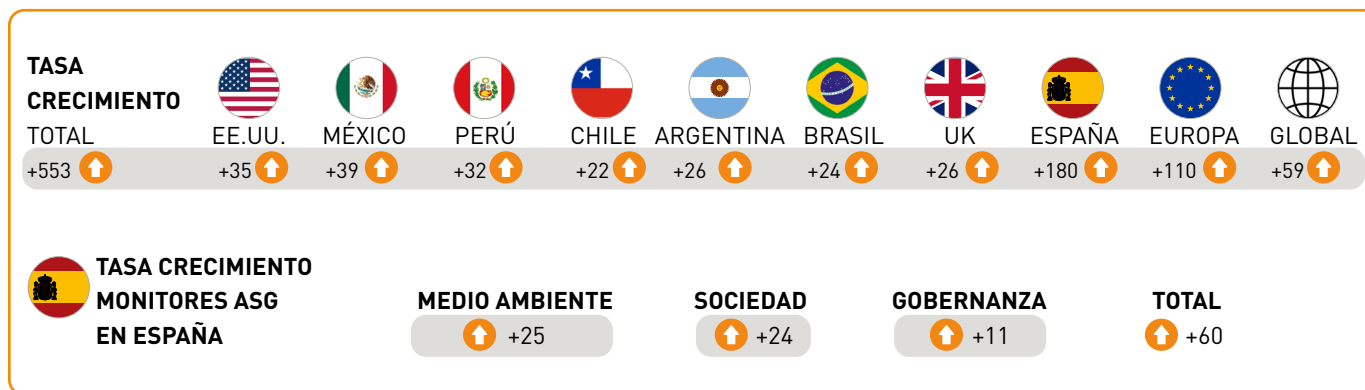 TASA
CRECIMIENTO
TOTAL EE.UU. MÉXICO PERÚ CHILE ARGENTINA BRASIL UK ESPAÑA EUROPA GLOBAL
+553 +35 +39 +32 +22 +26 +24 +26 +180 +110 +59
TASA CRECIMIENTO
MONITORES ASG MEDIO AMBIENTE SOCIEDAD GOBERNANZA TOTAL
EN ESPAÑA +25 +24 +11 +60